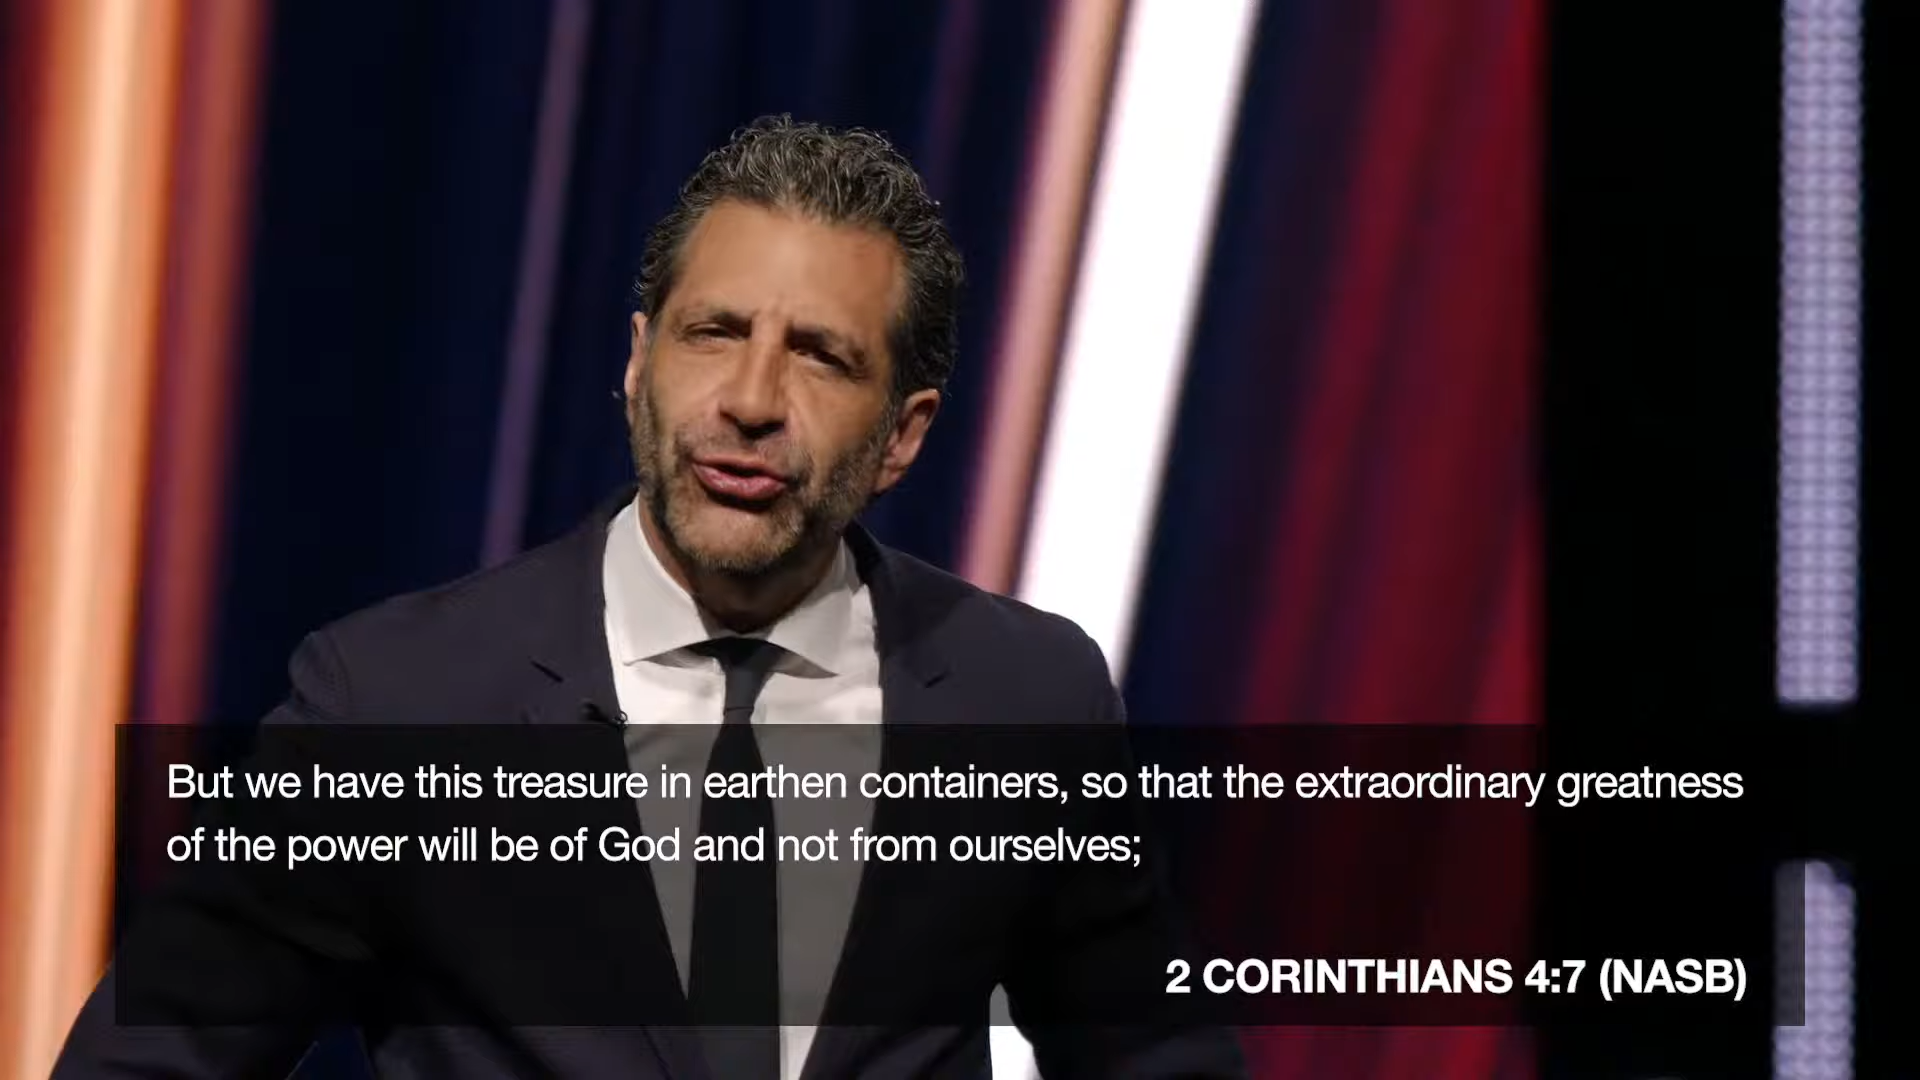 But we have this treasure in earthen containers, so that the extraordinary greatness
of the power will be of God and not from ourselves;
2 CORINTHIANS 4:7 (NASB)